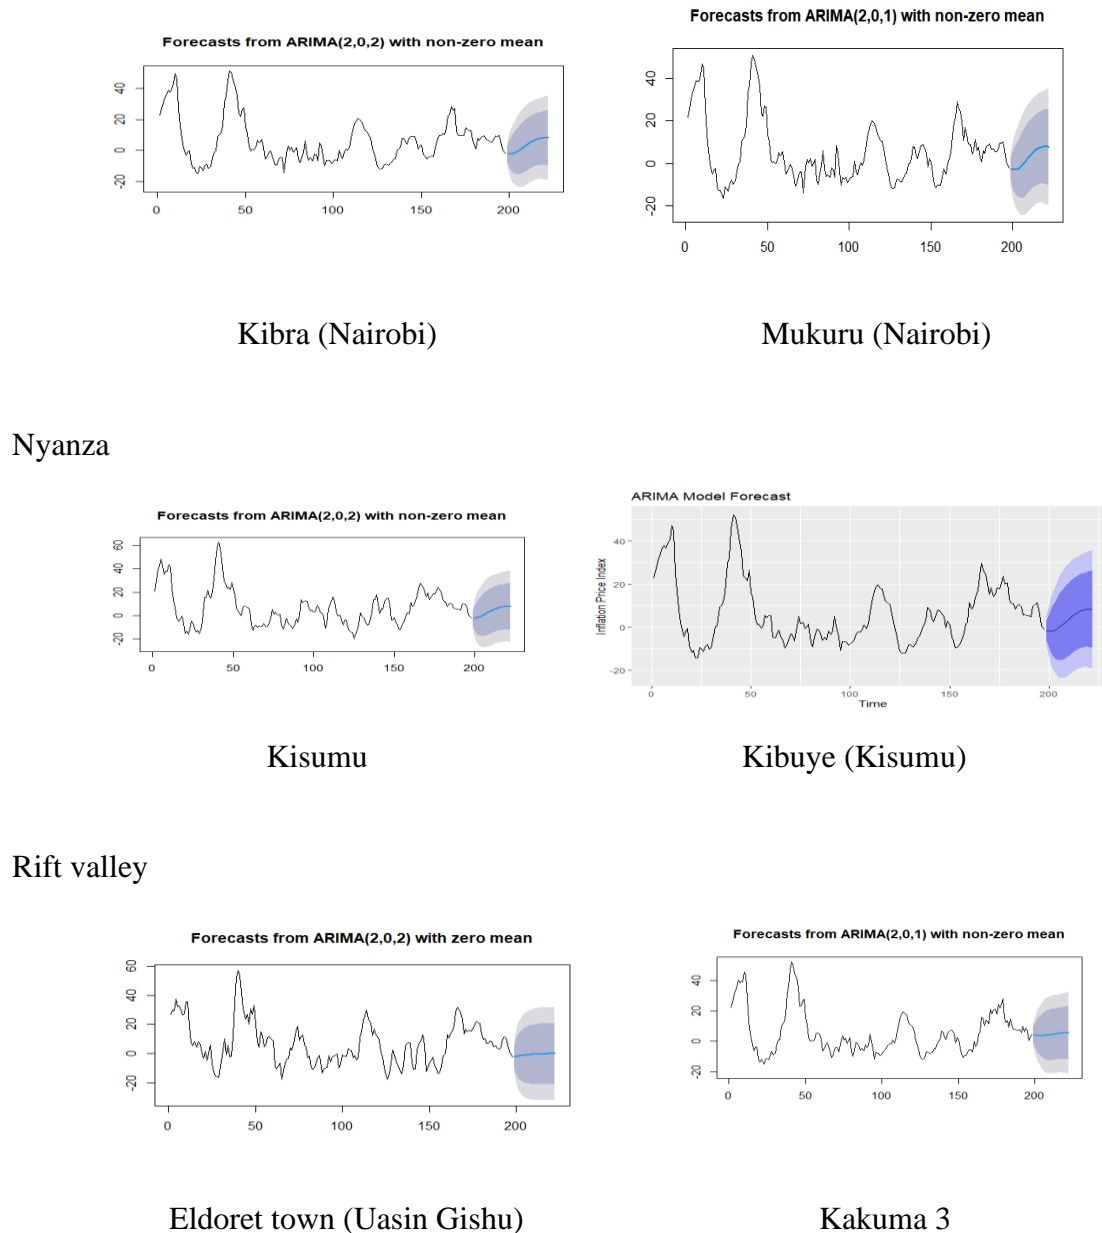 Forecasts from ARIMA(2,0,2) with non-zero mean
40
20
0
-20
0 50 100 150 200
Kibra (Nairobi)
Forecasts from ARIMA(2,0,1) with non-zero mean
40
20
0
-20
0 50 100 150 200
Mukuru (Nairobi)
Nyanza
Forecasts from ARIMA(2,0,2) with non-zero mean
60
40
20
0
-20
0 50 100 150 200
Kisumu
ARIMA Model Forecast
Inflation Price Index
40
20
0
-20
0 50 100 150 200
Time
Kibuye (Kisumu)
Rift valley
Forecasts from ARIMA(2,0,2) with zero mean
60
40
20
0
-20
0 50 100 150 200
Eldoret town (Uasin Gishu)
Forecasts from ARIMA(2,0,1) with non-zero mean
40
20
0
-20
0 50 100 150 200
Kakuma 3